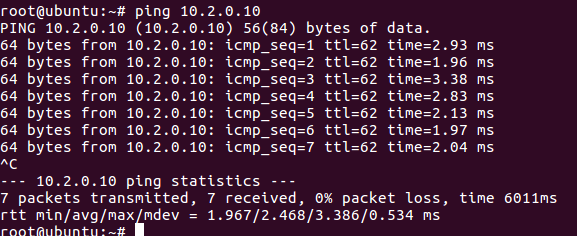 root@ubuntu:~# ping 10.2.0.10
PING 10.2.0.10 (10.2.0.10) 56(84) bytes of data.
64 bytes from 10.2.0.10: icmp_seq=1 ttl=62 time=2.93 ms
64 bytes from 10.2.0.10: icmp_seq=2 ttl=62 time=1.96 ms
64 bytes from 10.2.0.10: icmp_seq=3 ttl=62 time=3.38 ms
64 bytes from 10.2.0.10: icmp_seq=4 ttl=62 time=2.83 ms
64 bytes from 10.2.0.10: icmp_seq=5 ttl=62 time=2.13 ms
64 bytes from 10.2.0.10: icmp_seq=6 ttl=62 time=1.97 ms
64 bytes from 10.2.0.10: icmp_seq=7 ttl=62 time=2.04 ms
^C
--- 10.2.0.10 ping statistics ---
7 packets transmitted, 7 received, 0% packet loss, time 6011ms
rtt min/avg/max/mdev = 1.967/2.468/3.386/0.534 ms
root@ubuntu:~#